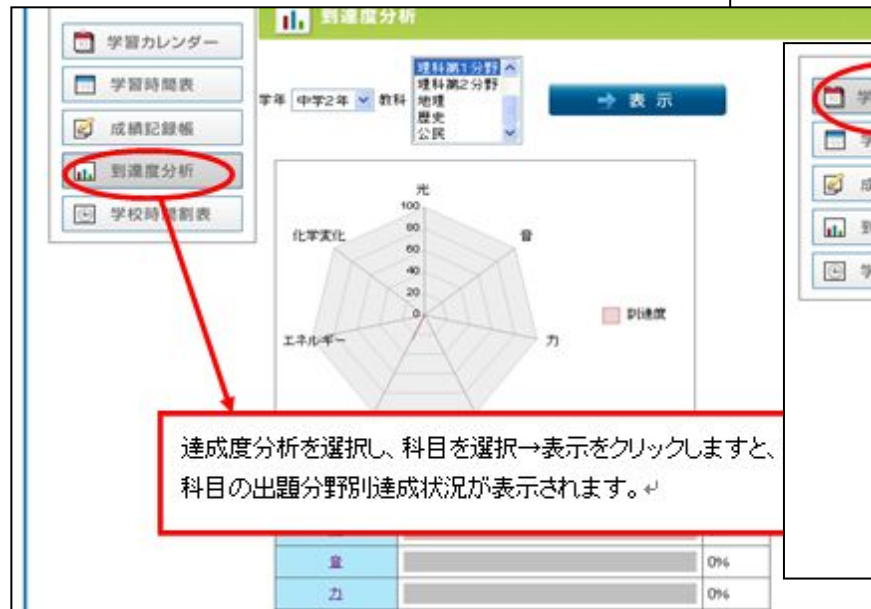 学習カレンダー
学習時間表
成績記録帳
到達度分析
学校時間割表
到達度分析
学年 中学2年 教科
理科第1分野
理科第2分野
地理
歴史
公民
表示
光
100
80
60
40
20
0
化学変化
音
エネルギー
力
到達度
達成度分析を選択し、科目を選択→表示をクリックしますと、
科目の出題分野別達成状況が表示されます。↵
音 0%
力 0%
学
学
成
到
学